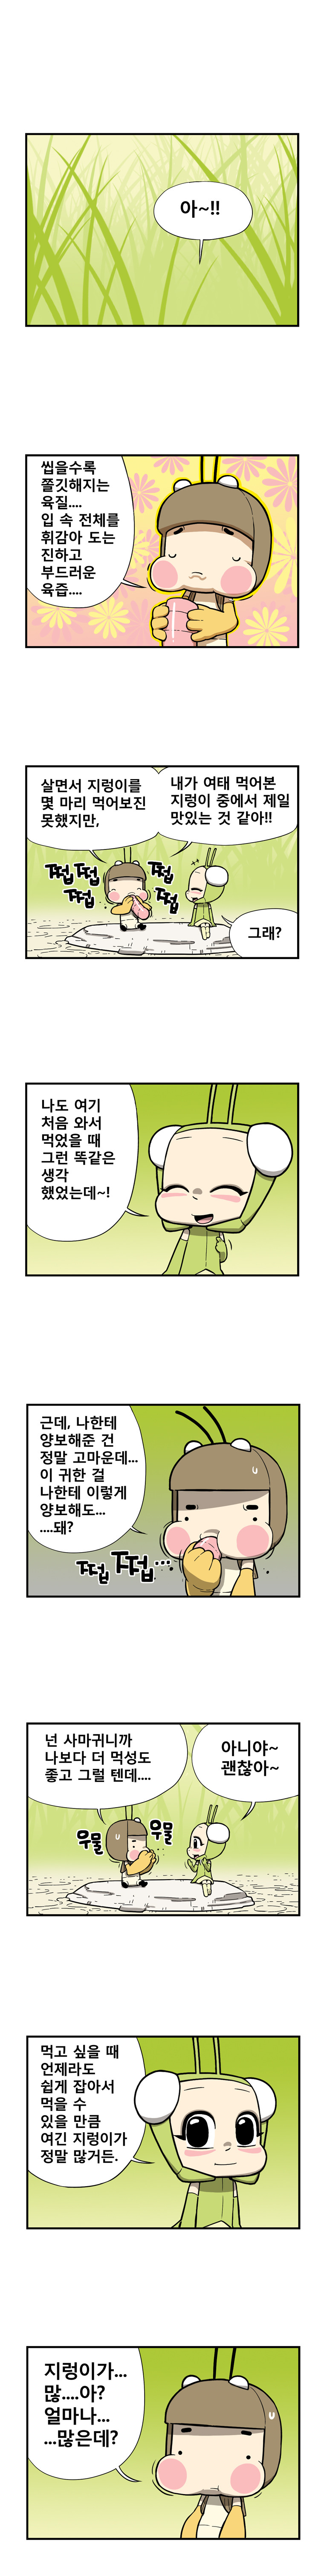 아~!!
씹을수록
쫄깃해지는
육질....
입 속 전체를
휘감아 도는
진하고
부드러운
육즙....
살면서 지렁이를
몇 마리 먹어보진
못했지만,
내가 여태 먹어본
지렁이 중에서 제일
맛있는 것 같아!!
쩝쩝
쩝
쩝
쩝
그래?
나도 여기
처음 와서
먹었을 때
그런 똑같은
생각
했었는데~!
근데, 나한테
양보해준 건
정말 고마운데...
이 귀한 걸
나한테 이렇게
양보해도...
....돼?
쩝 쩝...
넌 사마귀니까
나보다 더 먹성도
좋고 그럴 텐데....
아니야~
괜찮아~
우물
우물
먹고 싶을 때
언제라도
쉽게 잡아서
먹을 수
있을 만큼
여긴 지렁이가
정말 많거든.
지렁이가...
많....아?
얼마나...
...많은데?